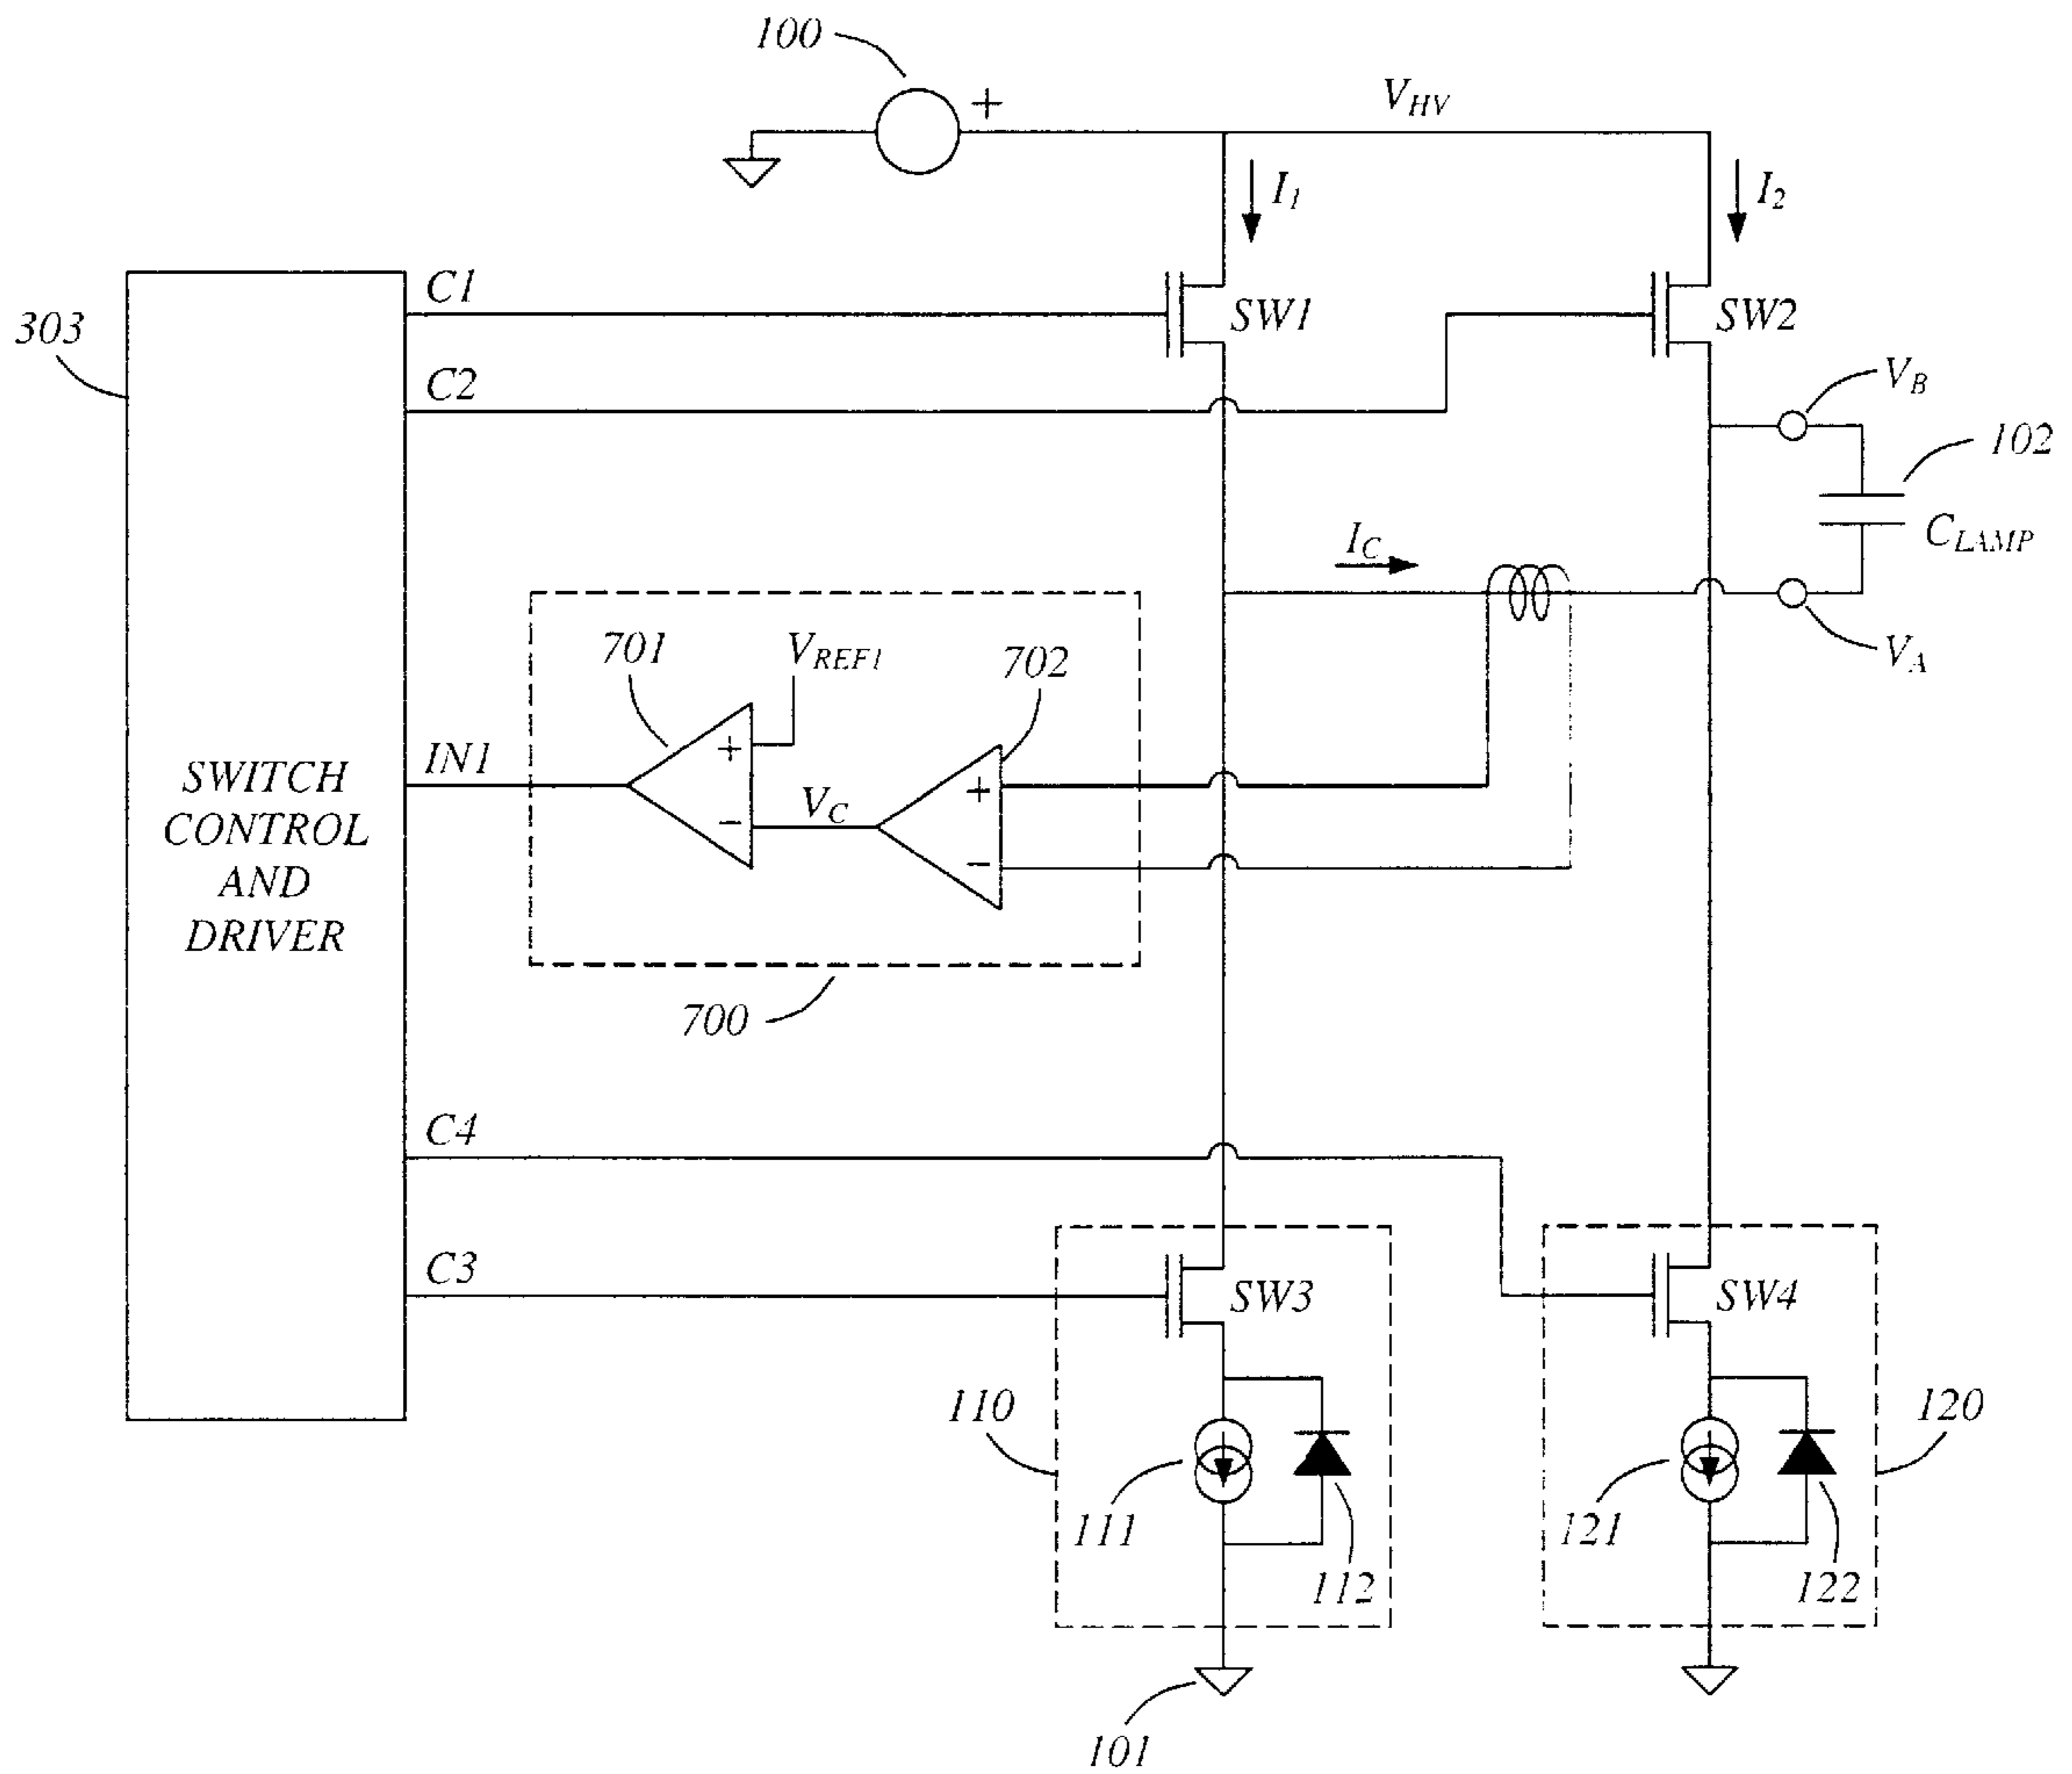 100
+
V_HV
I_1
I_2
C1
SW1
SW2
303
C2
V_B
102
C_LAMP
I_C
V_A
701
V_REF1
702
+
IN1
V_C
+
−
−
SWITCH
CONTROL
AND
DRIVER
700
C4
C3
SW3
SW4
110
120
111
112
121
122
101